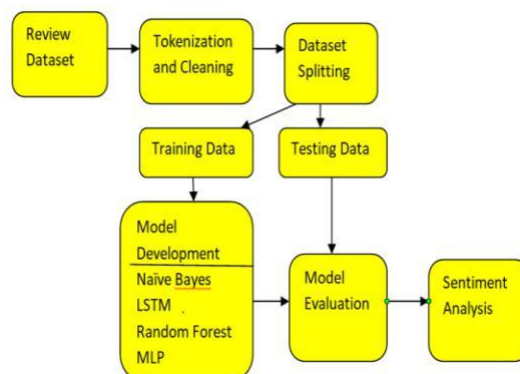 Review
Dataset
Tokenization
and Cleaning
Dataset
Splitting
Training Data
Testing Data
Model
Development
Naïve Bayes
LSTM
Random Forest
MLP
Model
Evaluation
Sentiment
Analysis